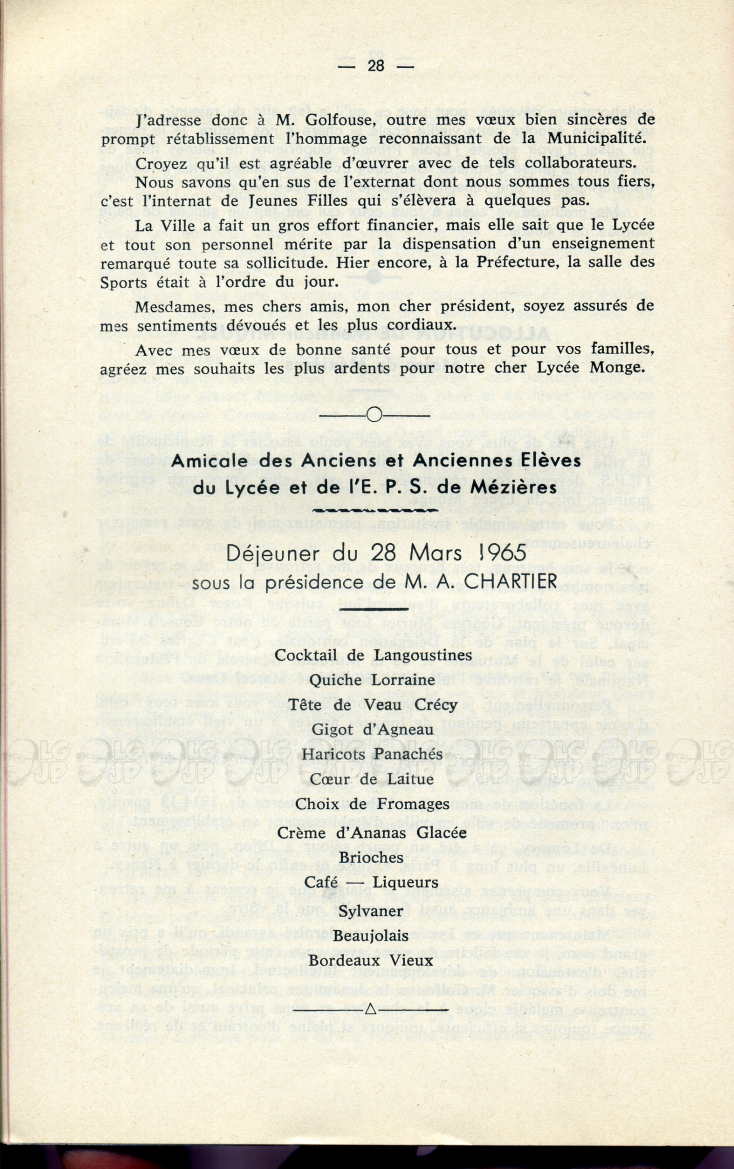 — 28 —
J'adresse donc à M. Golfouse, outre mes vœux bien sincères de
prompt rétablissement l'hommage reconnaissant de la Municipalité.
Croyez qu'il est agréable d'œuvrer avec de tels collaborateurs.
Nous savons qu'en sus de l'externat dont nous sommes tous fiers,
c'est l'internat de Jeunes Filles qui s'élèvera à quelques pas.
La Ville a fait un gros effort financier, mais elle sait que le Lycée
et tout son personnel mérite par la dispensation d'un enseignement
remarqué toute sa sollicitude. Hier encore, à la Préfecture, la salle des
Sports était à l'ordre du jour.
Mesdames, mes chers amis, mon cher président, soyez assurés de
mes sentiments dévoués et les plus cordiaux.
Avec mes vœux de bonne santé pour tous et pour vos familles,
agréez mes souhaits les plus ardents pour notre cher Lycée Monge.
Amicale des Anciens et Anciennes Elèves
du Lycée et de l'E. P. S. de Mézières
Déjeuner du 28 Mars 1965
sous la présidence de M. A. CHARTIER
Cocktail de Langoustines
Quiche Lorraine
Tête de Veau Crécy
Gigot d'Agneau
Haricots Panachés
Cœur de Laitue
Choix de Fromages
Crème d'Ananas Glacée
Brioches
Café — Liqueurs
Sylvaner
Beaujolais
Bordeaux Vieux